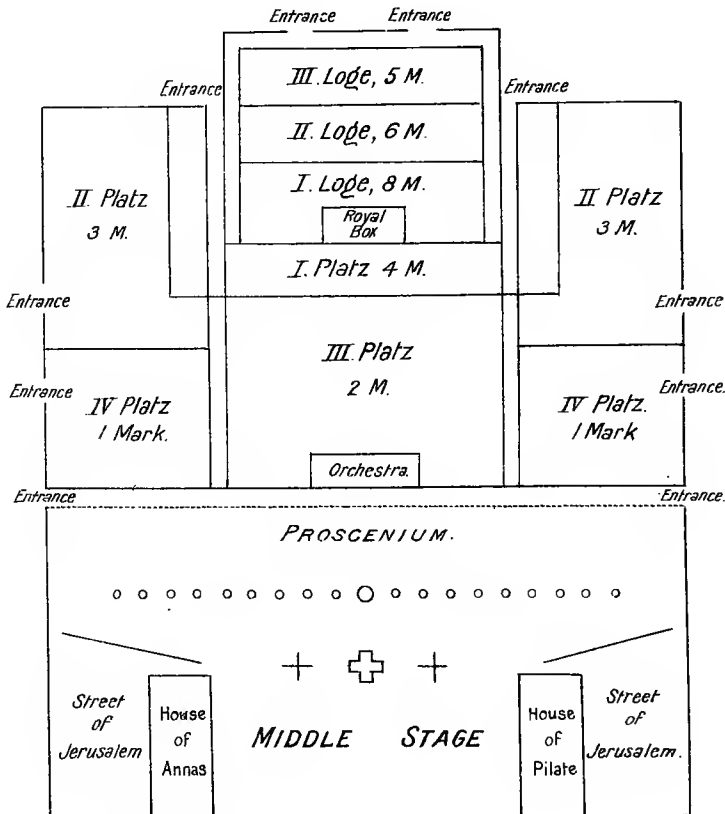 Entrance Entrance
III. Loge, 5 M.
Entrance
Entrance
II. Loge, 6 M.
I. Loge, 8 M.
Royal
Box
II. Platz
3 M.
II Platz
3 M.
I. Platz 4 M.
Entrance
Entrance
III. Platz
2 M.
Entrance
Entrance.
IV Platz
1 Mark.
IV Platz.
1 Mark
Orchestra.
Entrance
Entrance.
PROSCENIUM.
Street
of
Jerusalem
House
of
Annas
MIDDLE STAGE
House
of
Pilate
Street
of
Jerusalem.